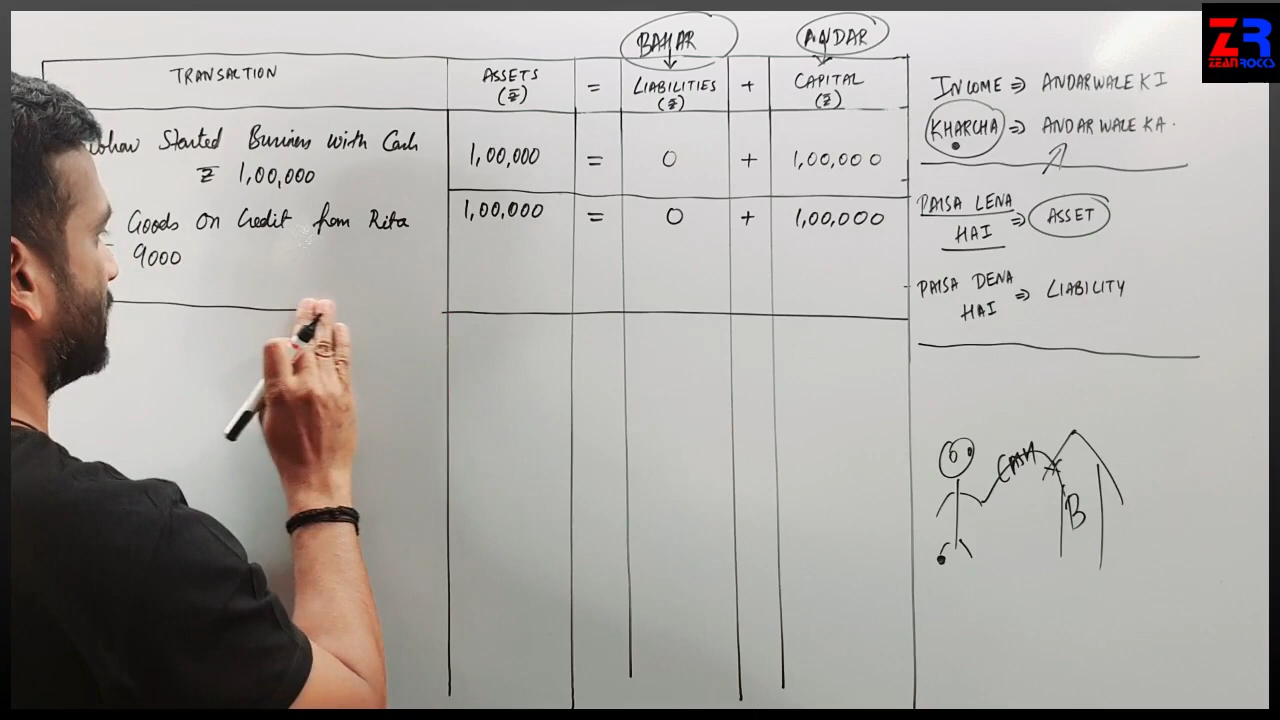 ZR
ZEAN ROCKS
BAHAR
ANDAR
TRANSACTION
ASSETS
(₹)
=
LIABILITIES
(₹)
+
CAPITAL
(₹)
Started Business with Cash
₹ 1,00,000
1,00,000 = 0 + 1,00,000
Goods on Credit from Rita
9000
1,00,000 = 0 + 1,00,000
INCOME ⇒ ANDARWALE KI
KHARCHA ⇒ ANDAR WALE KA.
PAISA LENA
HAI ⇒ ASSET
PAISA DENA
HAI ⇒ LIABILITY
CASH
B